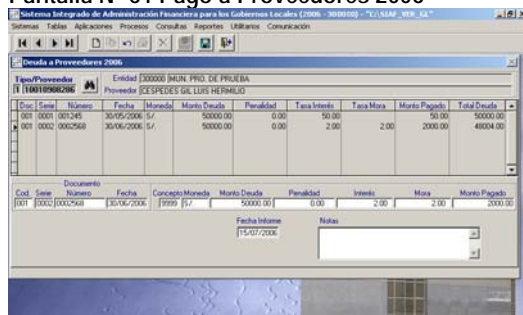 Pantalla Nº 01 Pago a Proveedores 2006
Sistema Integrado de Administración Financiera para los Gobiernos Locales (2006 - 300000) - "E:\SIAF_VER_GL"
Sistemas Tablas Aplicaciones Procesos Consultas Reportes Utilitarios Comunicación
Deuda a Proveedores 2006
Tipo/Proveedor Entidad 300000 MUN. PRO. DE PRUEBA
1 10010908286 Proveedor CESPEDES GIL LUIS HERMILIO
Doc Serie Número Fecha Moneda Monto Deuda Penalidad Tasa Interés Tasa Mora Monto Pagado Total Deuda
001 0001 001245 30/05/2006 S/. 50000.00 0.00 50.00 50.00 50000.00
001 0002 0002568 30/06/2006 S/. 50000.00 0.00 2.00 2.00 2000.00 48004.00
Documento
Cod. Serie Número Fecha Concepto Moneda Monto Deuda Penalidad Interés Mora Monto Pagado
001 0002 0002568 30/06/2006 9999 S/. 50000.00 0.00 2.00 2.00 2000.00
Fecha Informe Notas
15/07/2006